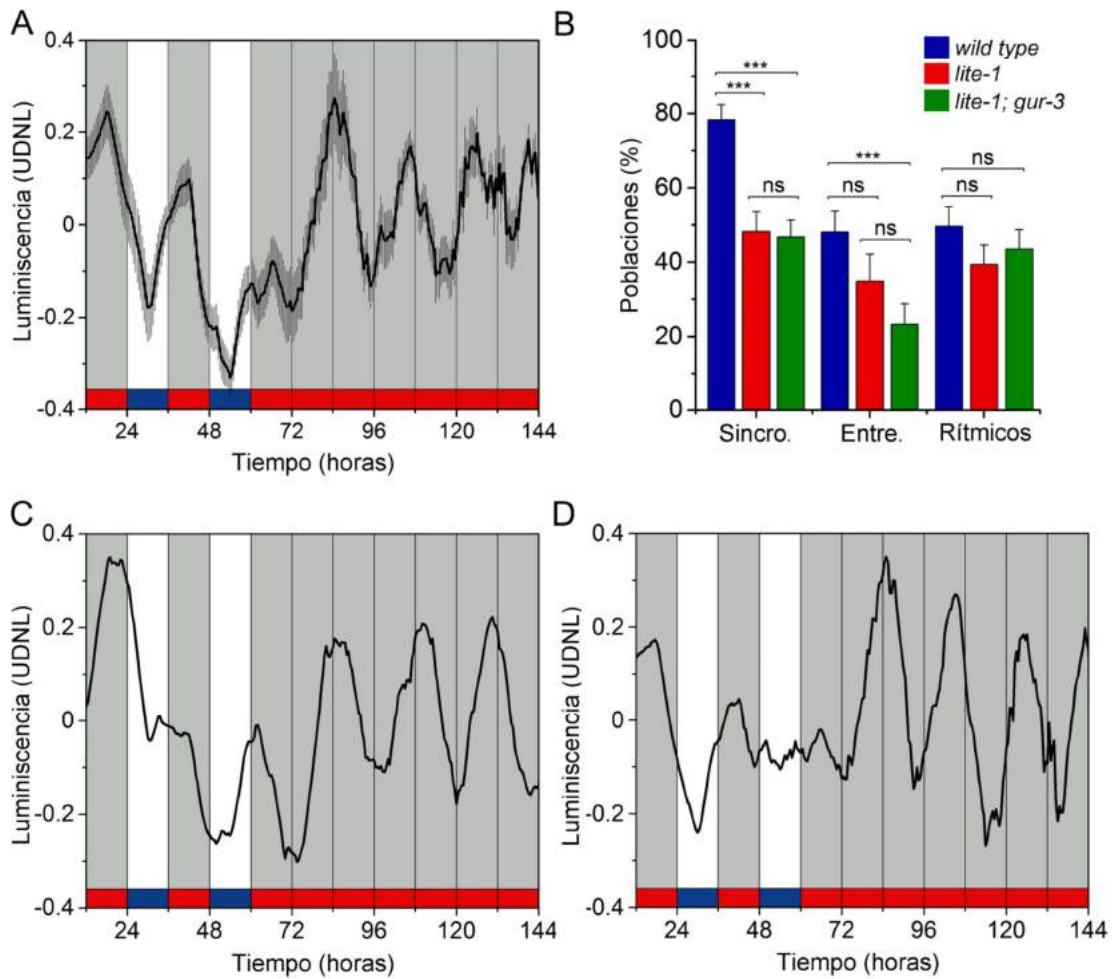 A
Luminiscencia (UDNL)
0.4
0.2
0
-0.2
-0.4
24 48 72 96 120 144
Tiempo (horas)
B
Poblaciones (%)
100
80
60
40
20
0
wild type
lite-1
lite-1; gur-3
***
***
ns
***
ns
ns
ns
ns
Sincro. Entre. Rítmicos
C
Luminiscencia (UDNL)
0.4
0.2
0
-0.2
-0.4
24 48 72 96 120 144
Tiempo (horas)
D
Luminiscencia (UDNL)
0.4
0.2
0
-0.2
-0.4
24 48 72 96 120 144
Tiempo (horas)